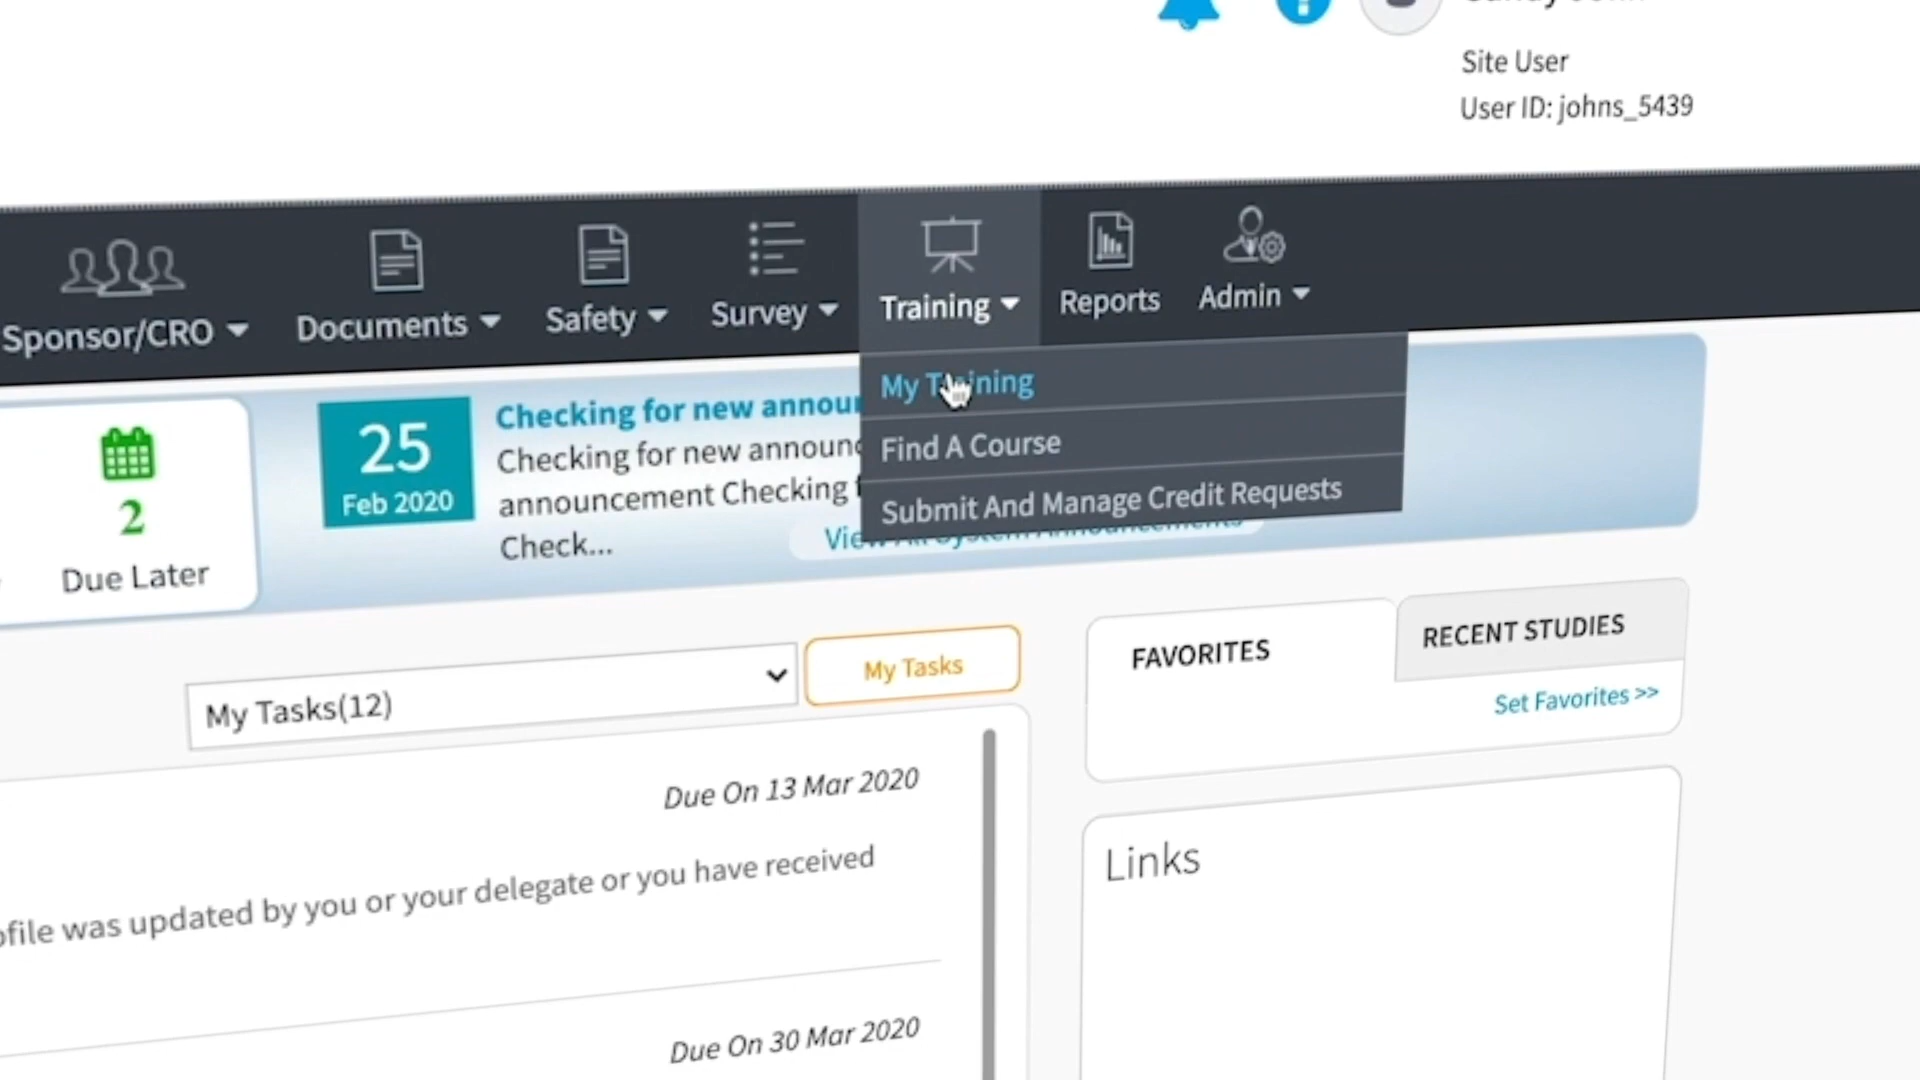 Site User
User ID: johns_5439
Sponsor/CRO
Documents
Safety
Survey
Training
Reports
Admin
My Training
Find A Course
Submit And Manage Credit Requests
2
Due Later
25
Feb 2020
Checking for new
Checking for new
announcement Checking
Check...
View All System Announcements
My Tasks(12)
My Tasks
FAVORITES
RECENT STUDIES
Set Favorites >>
Due On 13 Mar 2020
was updated by you or your delegate or you have received
Due On 30 Mar 2020
Links